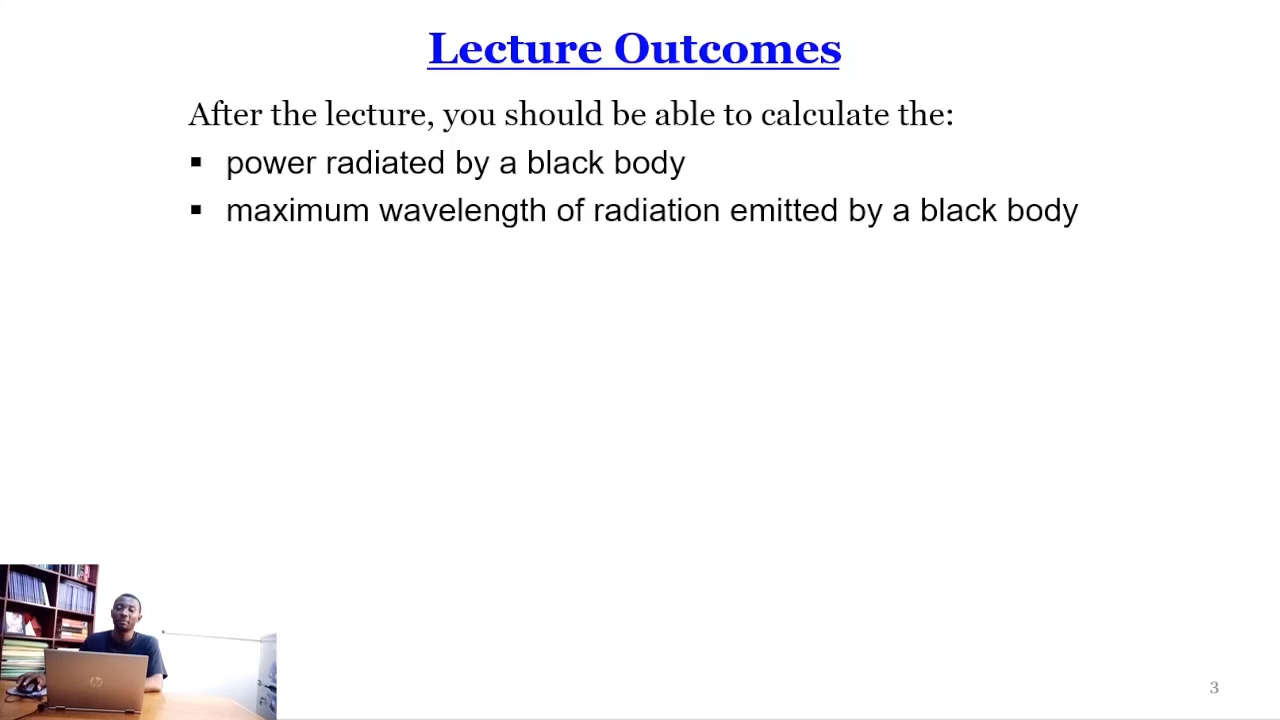 Lecture Outcomes
After the lecture, you should be able to calculate the:
▪ power radiated by a black body
▪ maximum wavelength of radiation emitted by a black body
hp
3